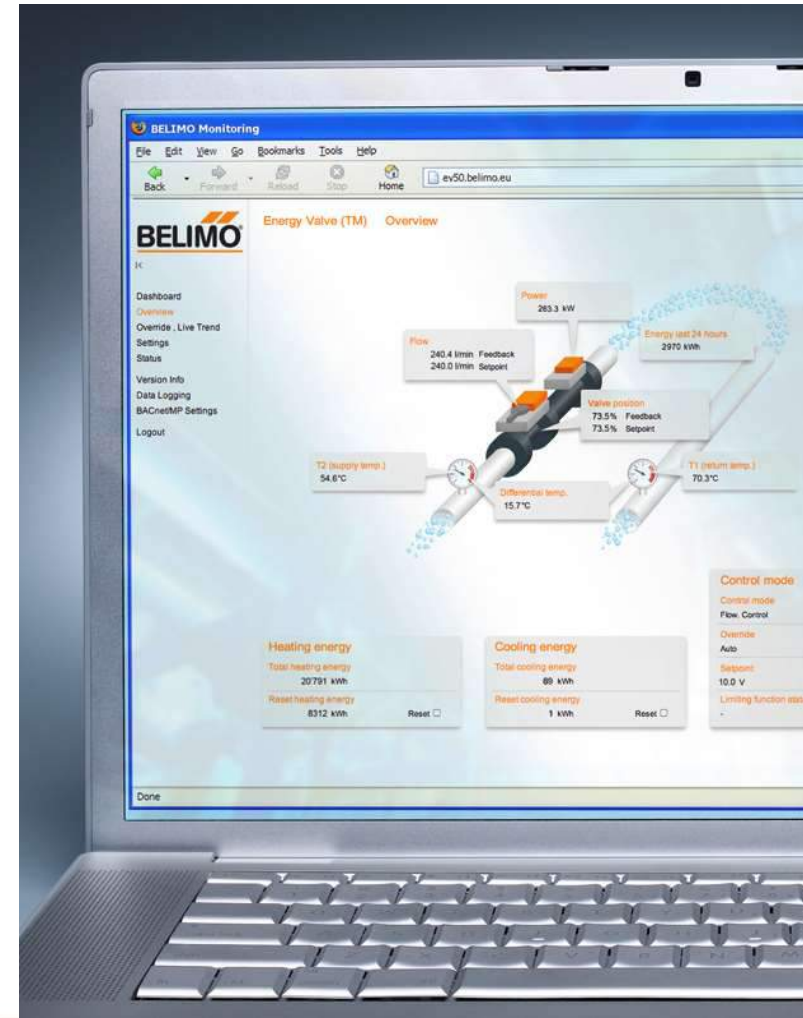 BELIMO Monitoring
File Edit View Go Bookmarks Tools Help
Back Forward Reload Stop Home ev50.belimo.eu
BELIMO
Energy Valve (TM) Overview
Dashboard
Overview
Override , Live Trend
Settings
Status
Version Info
Data Logging
BACnet/MP Settings
Logout
Power
263.3 kW
Energy last 24 hours
2970 kWh
Flow
240.4 l/min Feedback
240.0 l/min Setpoint
Valve position
73.5% Feedback
73.5% Setpoint
T2 (supply temp.)
54.6°C
Differential temp.
15.7°C
T1 (return temp.)
70.3°C
Heating energy
Total heating energy
20'791 kWh
Reset heating energy
8312 kWh Reset
Cooling energy
Total cooling energy
89 kWh
Reset cooling energy
1 kWh Reset
Control mode
Control mode
Flow. Control
Override
Auto
Setpoint
10.0 V
Limiting function
-
Done